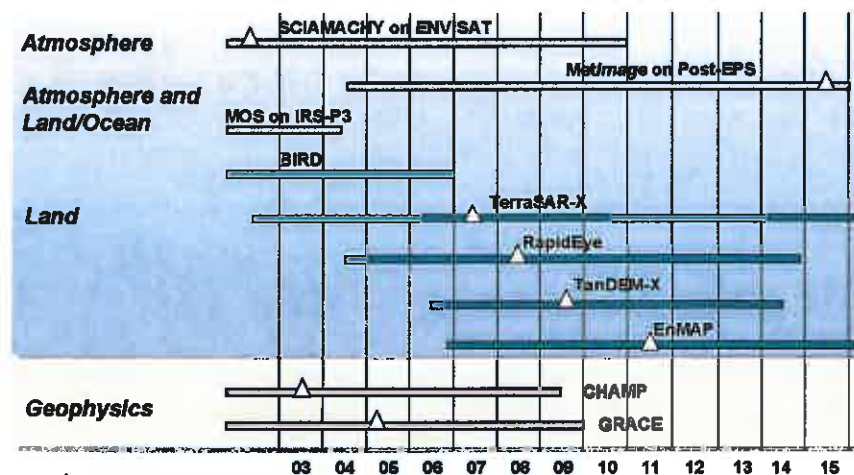 SCIAMACHY on ENVISAT
Atmosphere
MetImage on Post-EPS
Atmosphere and
Land/Ocean
MOS on IRS-P3
BIRD
TerraSAR-X
Land
RapidEye
TanDEM-X
EnMAP
CHAMP
Geophysics
GRACE
03 04 05 06 07 08 09 10 11 12 13 14 15